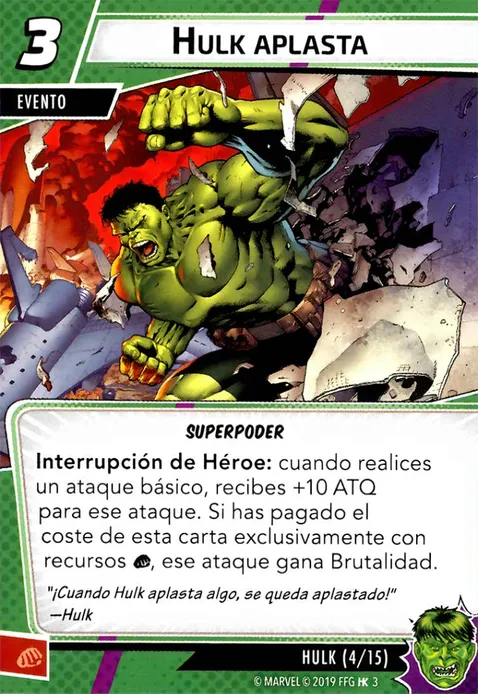 3
HULK APLASTA
EVENTO
SUPERPODER
Interrupción de Héroe: cuando realices
un ataque básico, recibes +10 ATQ
para ese ataque. Si has pagado el
coste de esta carta exclusivamente con
recursos , ese ataque gana Brutalidad.
"¡Cuando Hulk aplasta algo, se queda aplastado!"
—Hulk
HULK (4/15)
© MARVEL © 2019 FFG HK 3